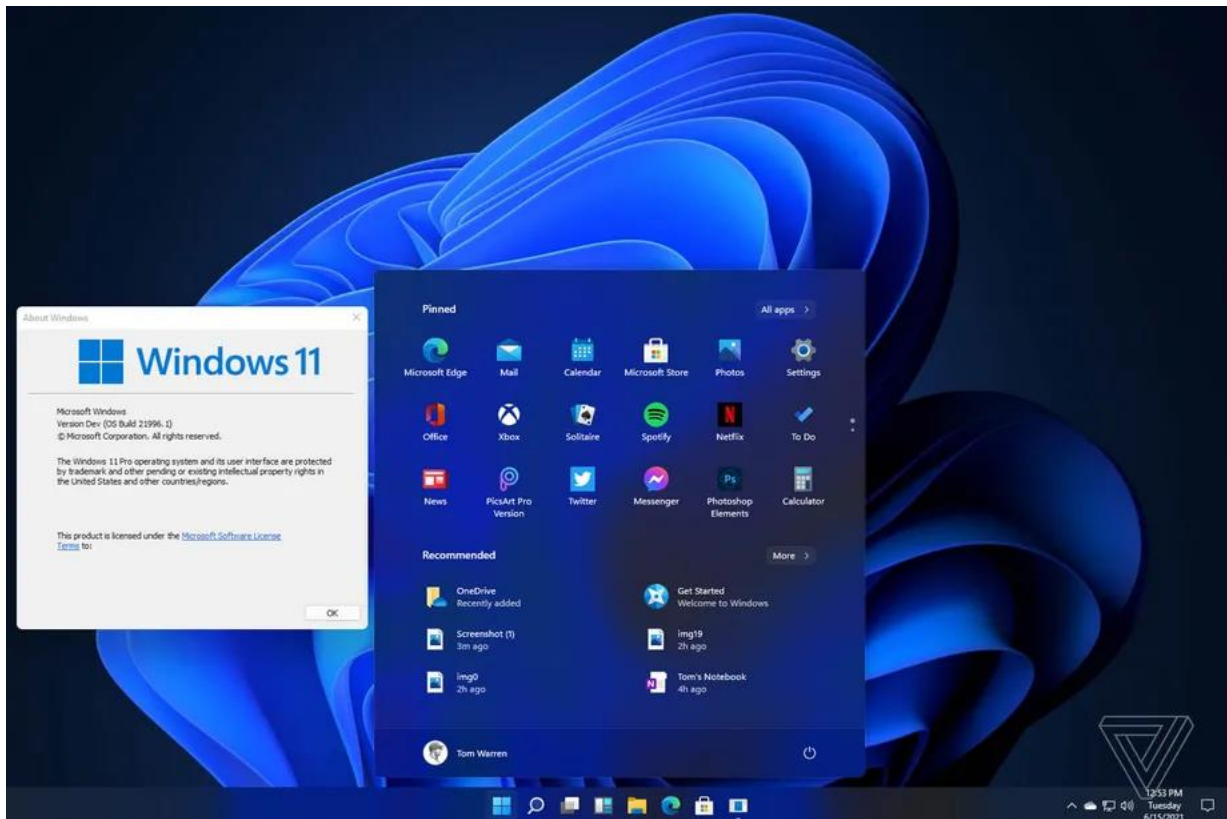 About Windows
Windows 11
Microsoft Windows
Version Dev (OS Build 21996.1)
© Microsoft Corporation. All rights reserved.
The Windows 11 Pro operating system and its user interface are protected
by trademark and other pending or existing intellectual property rights in
the United States and other countries/regions.
This product is licensed under the Microsoft Software License
Terms to:
OK
Pinned
All apps >
Microsoft Edge
Mail
Calendar
Microsoft Store
Photos
Settings
Office
Xbox
Solitaire
Spotify
Netflix
To Do
News
PicsArt Pro
Version
Twitter
Messenger
Ps
Photoshop
Elements
Calculator
Recommended
More >
OneDrive
Recently added
Get Started
Welcome to Windows
Screenshot (1)
3m ago
img19
2h ago
img0
2h ago
N
Tom's Notebook
4h ago
Tom Warren
12:53 PM
Tuesday
6/15/2021